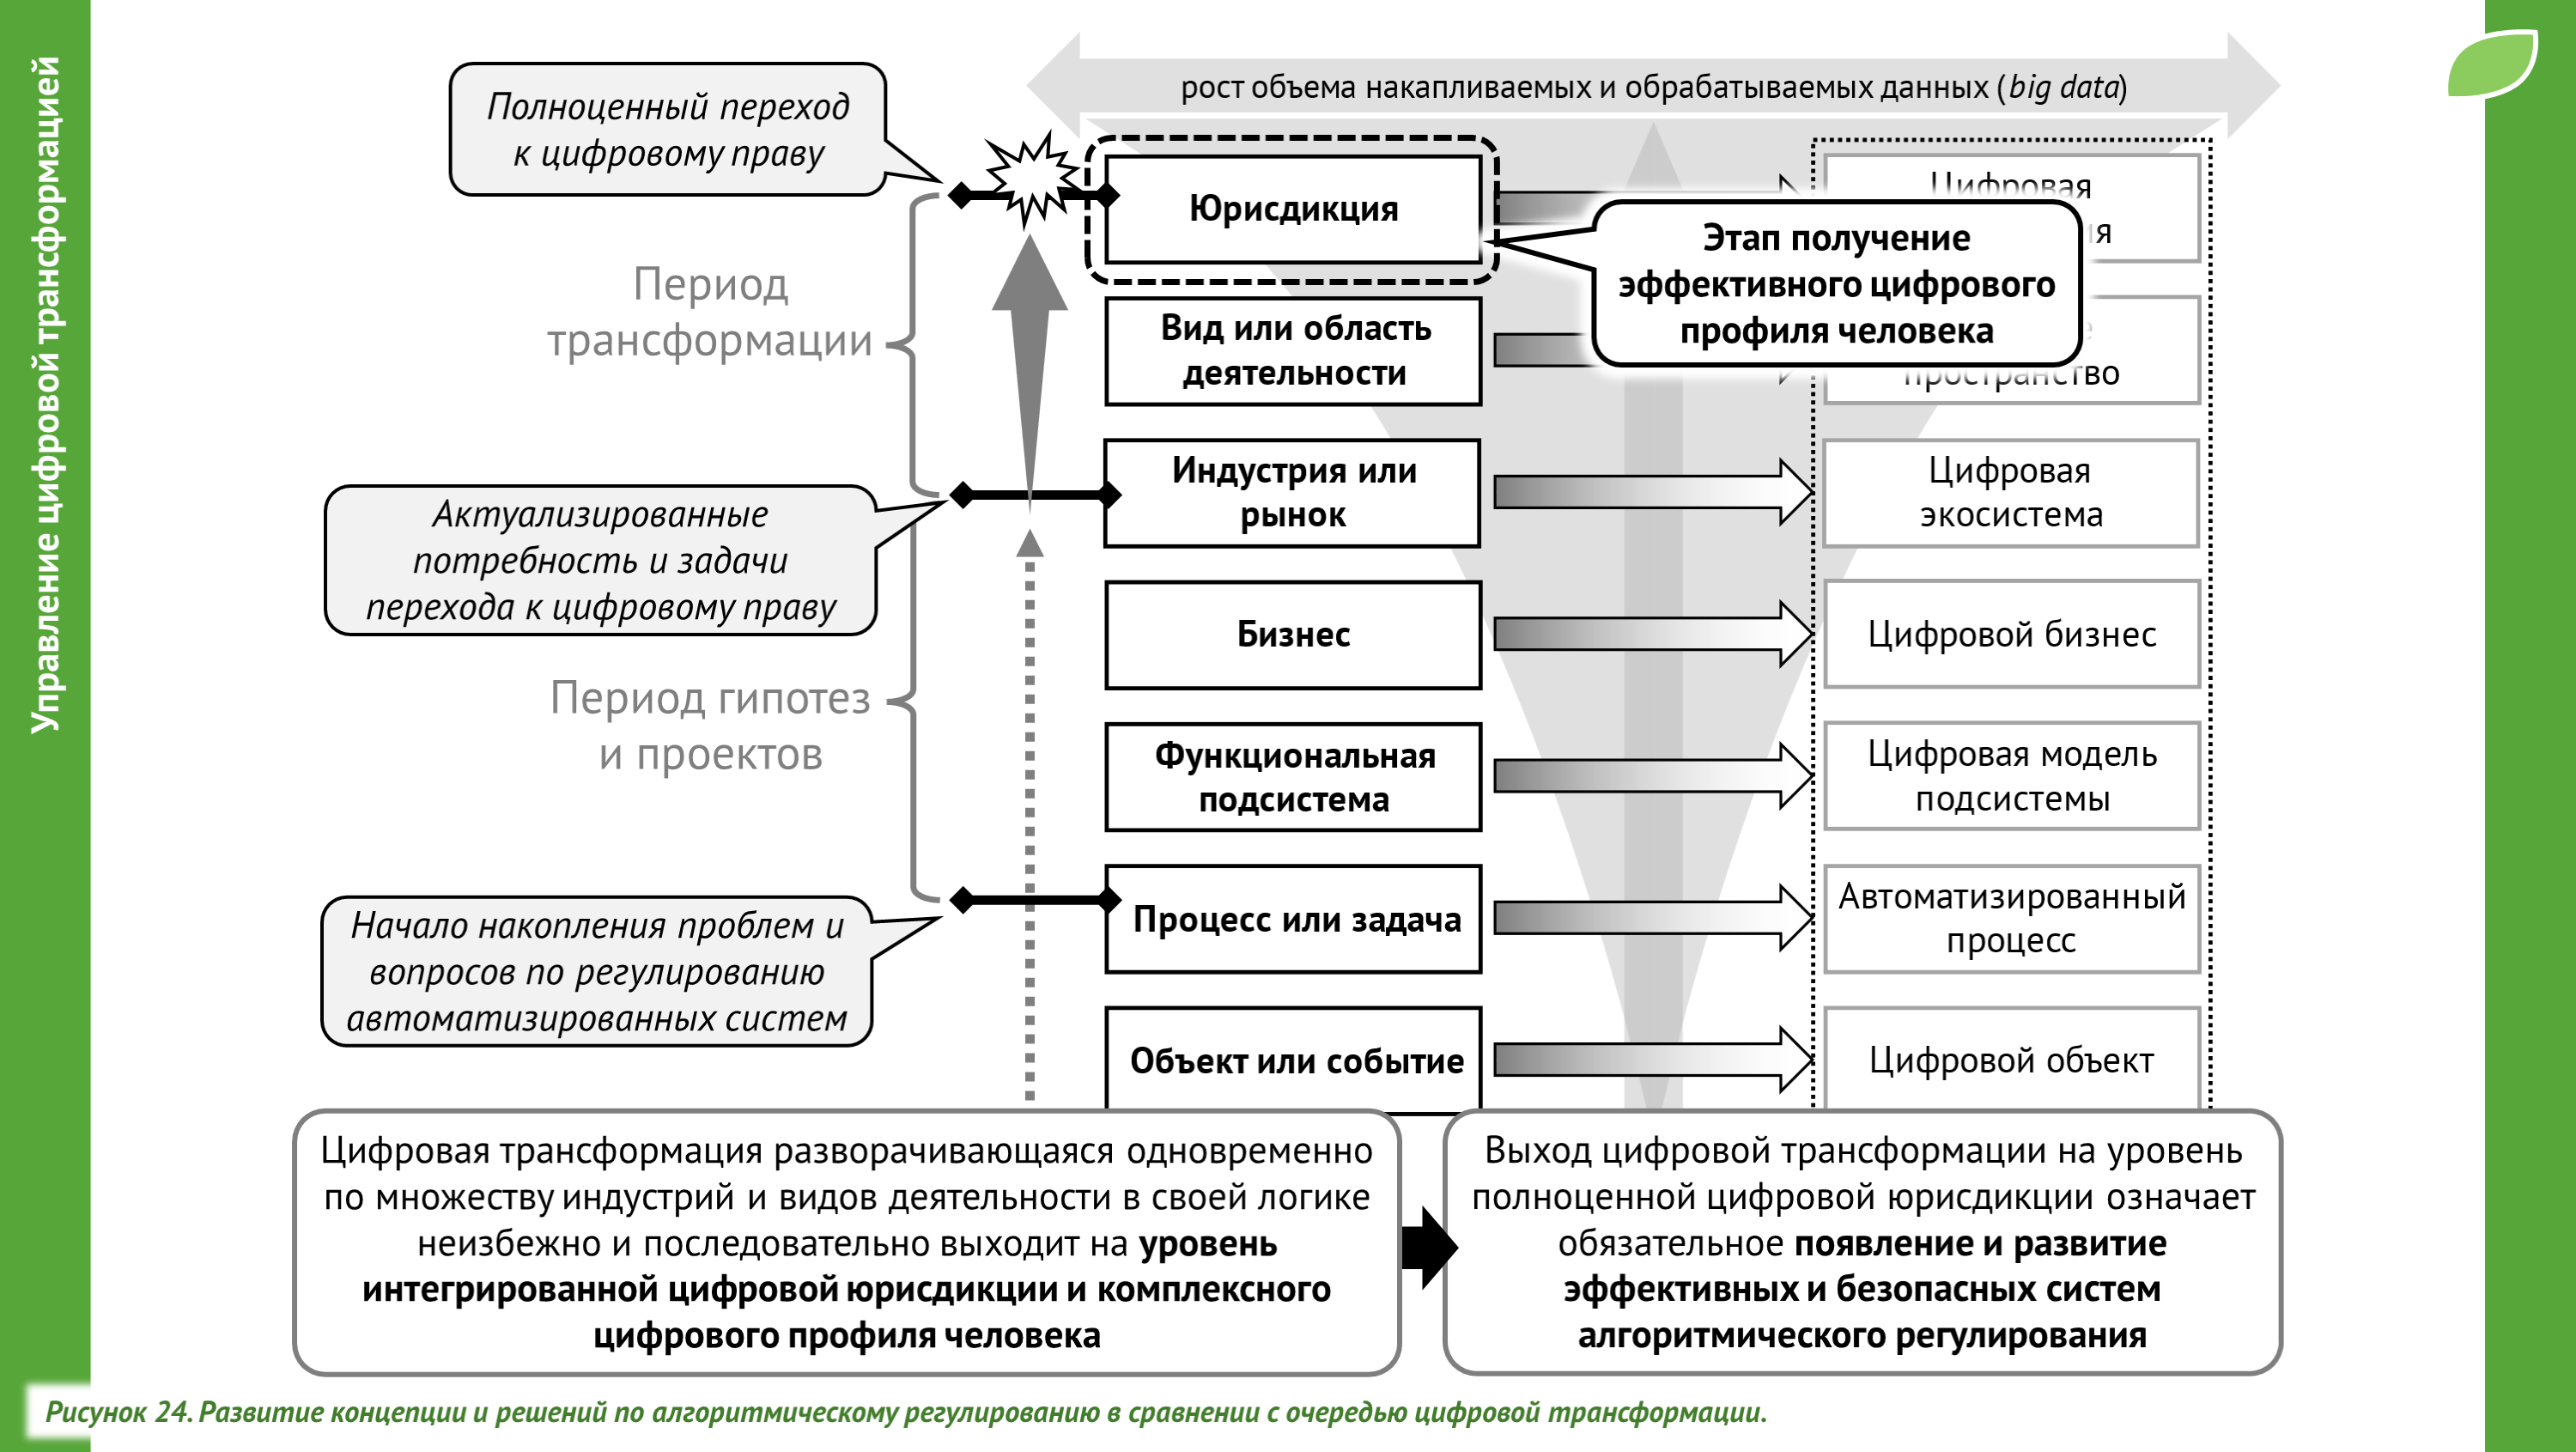 Управление цифровой трансформацией
рост объема накапливаемых и обрабатываемых данных (big data)
Полноценный переход
к цифровому праву
Период
трансформации
Актуализированные
потребность и задачи
перехода к цифровому праву
Период гипотез
и проектов
Начало накопления проблем и
вопросов по регулированию
автоматизированных систем
Юрисдикция
Вид или область
деятельности
Индустрия или
рынок
Бизнес
Функциональная
подсистема
Процесс или задача
Объект или событие
Этап получение
эффективного цифрового
профиля человека
Цифровая
пространство
Цифровая
экосистема
Цифровой бизнес
Цифровая модель
подсистемы
Автоматизированный
процесс
Цифровой объект
Цифровая трансформация разворачивающаяся одновременно
по множеству индустрий и видов деятельности в своей логике
неизбежно и последовательно выходит на уровень
интегрированной цифровой юрисдикции и комплексного
цифрового профиля человека
Выход цифровой трансформации на уровень
полноценной цифровой юрисдикции означает
обязательное появление и развитие
эффективных и безопасных систем
алгоритмического регулирования
Рисунок 24. Развитие концепции и решений по алгоритмическому регулированию в сравнении с очередью цифровой трансформации.